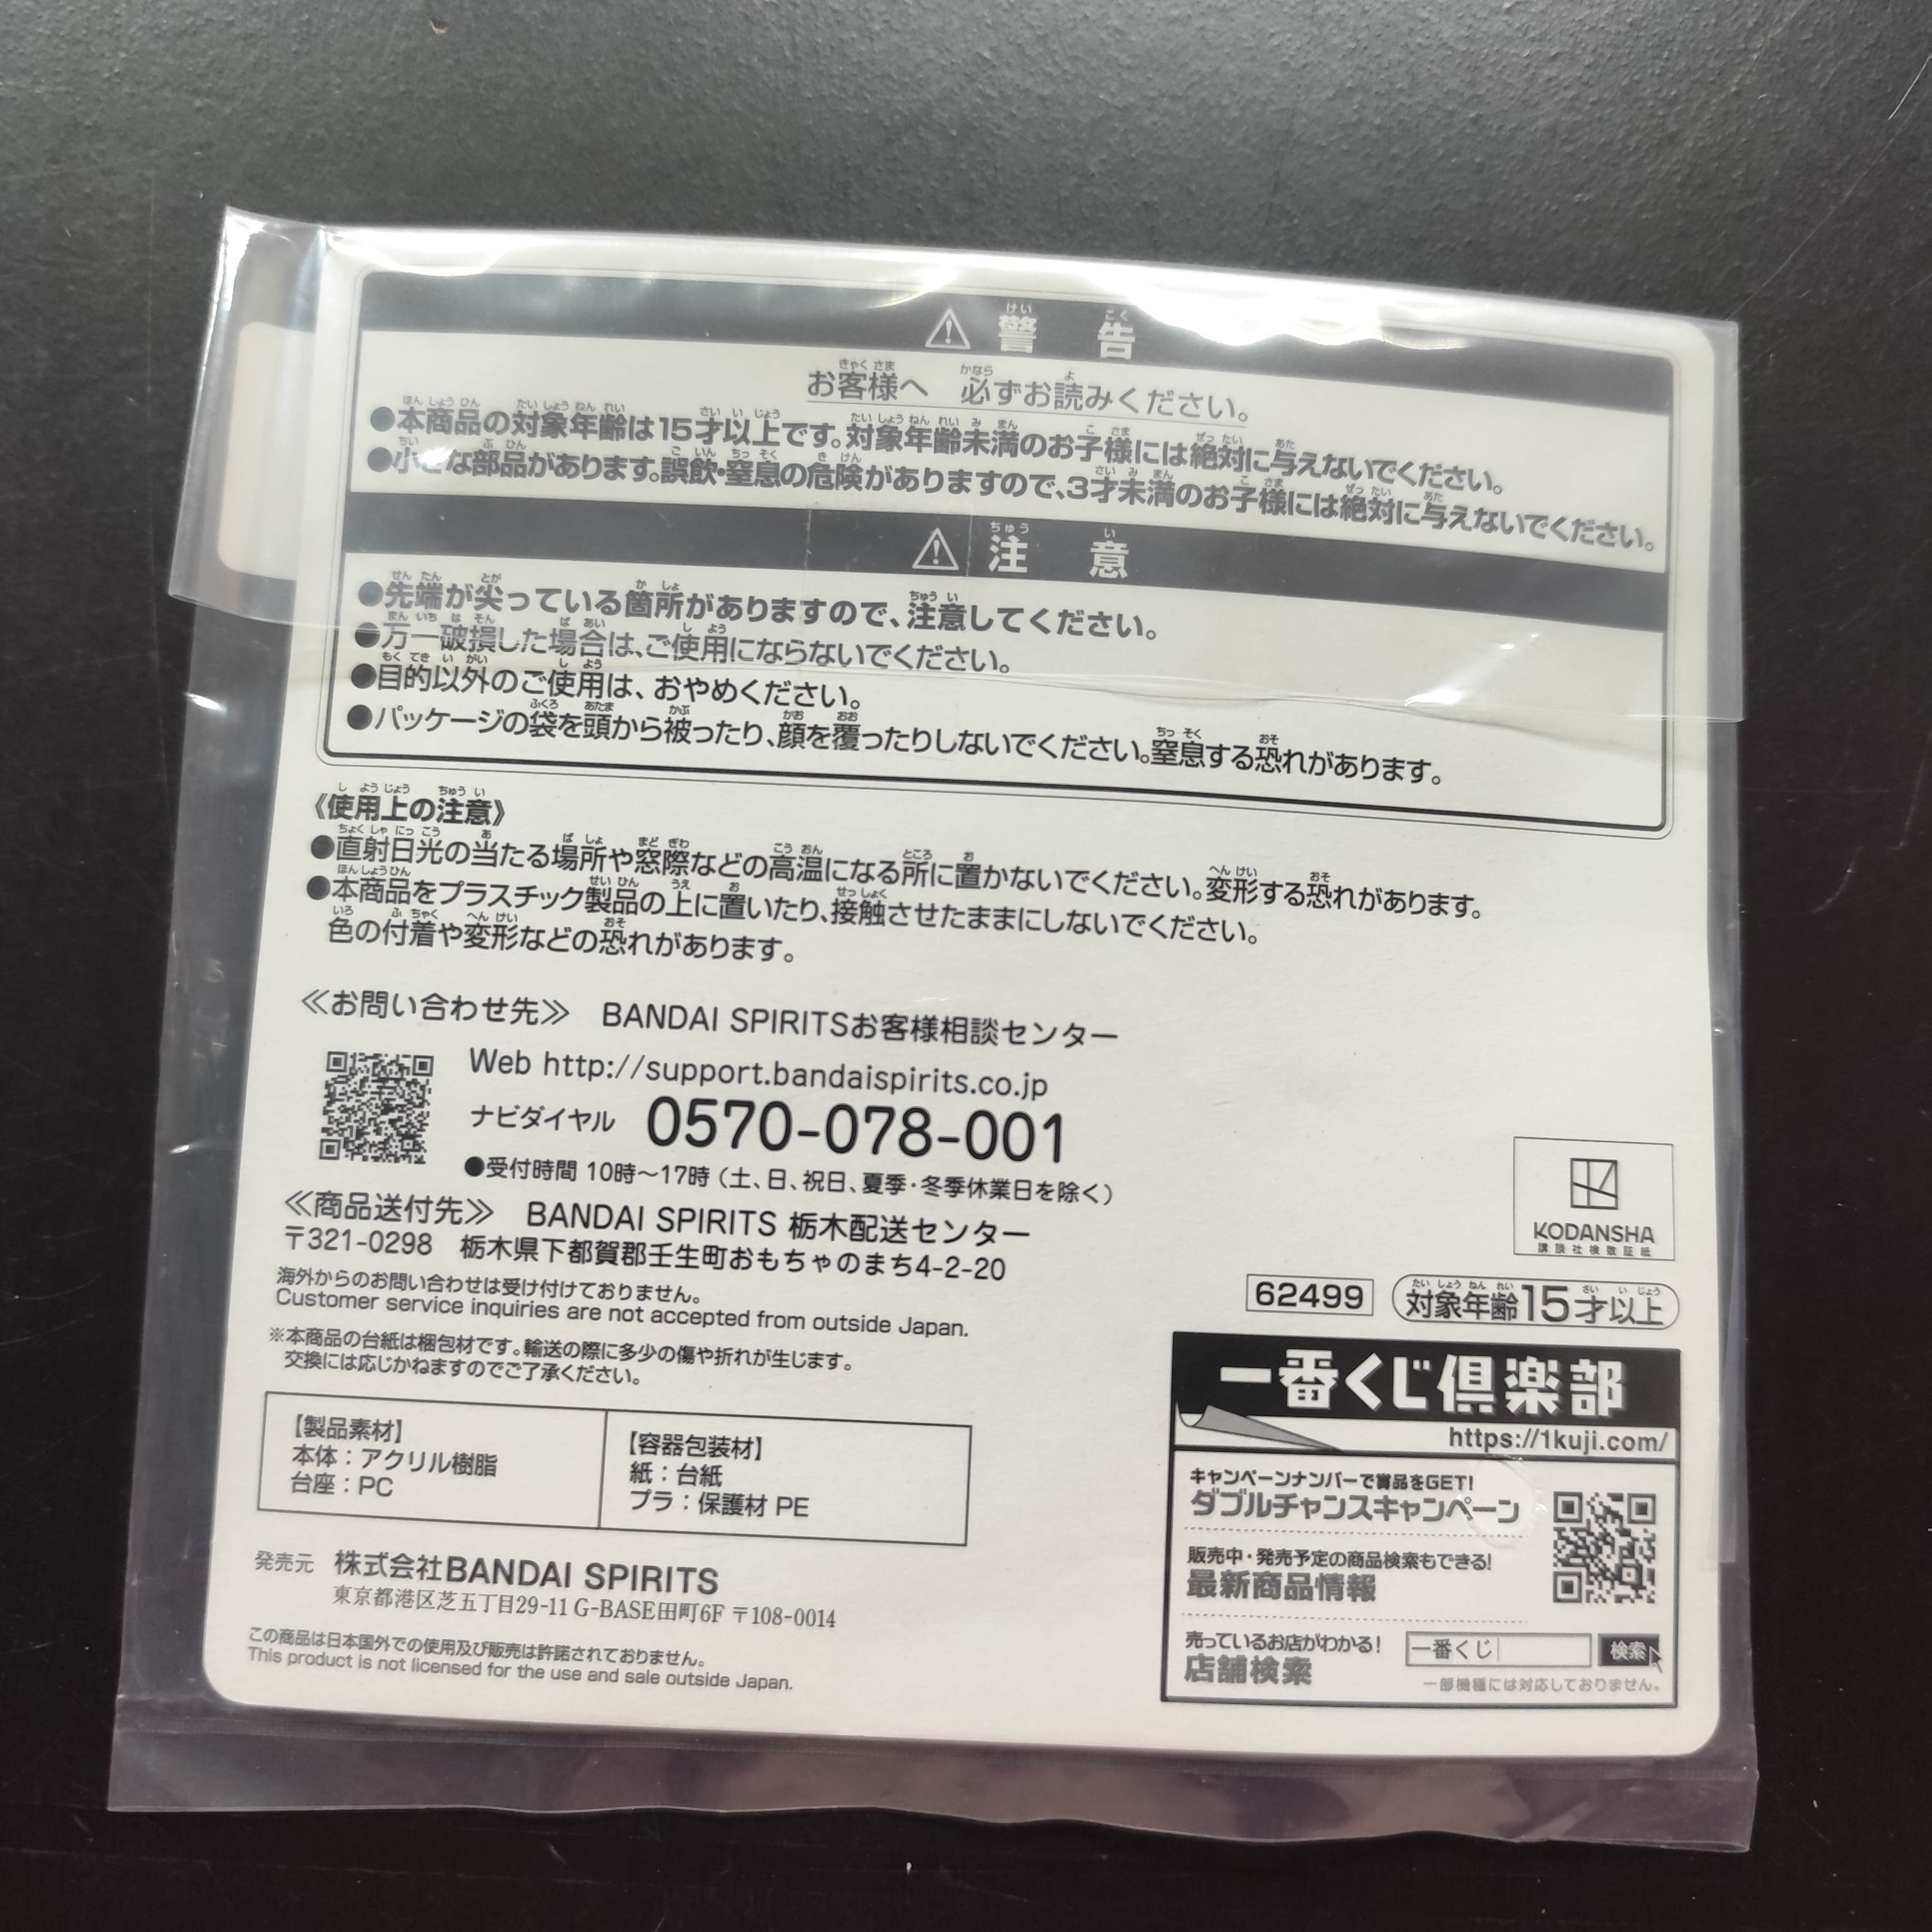 ⚠ 警告
お客様へ 必ずお読みください。
●本商品の対象年齢は15才以上です。対象年齢未満のお子様には絶対に与えないでください。
●小さな部品があります。誤飲・窒息の危険がありますので、3才未満のお子様には絶対に与えないでください。
⚠ 注意
●先端が尖っている箇所がありますので、注意してください。
●万一破損した場合は、ご使用にならないでください。
●目的以外のご使用は、おやめください。
●パッケージの袋を頭から被ったり、顔を覆ったりしないでください。窒息する恐れがあります。
《使用上の注意》
●直射日光の当たる場所や窓際などの高温になる所に置かないでください。変形する恐れがあります。
●本商品をプラスチック製品の上に置いたり、接触させたままにしないでください。
色の付着や変形などの恐れがあります。
≪お問い合わせ先≫ BANDAI SPIRITSお客様相談センター
Web http://support.bandaispirits.co.jp
ナビダイヤル 0570-078-001
●受付時間 10時～17時（土、日、祝日、夏季・冬季休業日を除く）
≪商品送付先≫ BANDAI SPIRITS 栃木配送センター
〒321-0298 栃木県下都賀郡壬生町おもちゃのまち4-2-20
海外からのお問い合わせは受け付けておりません。
Customer service inquiries are not accepted from outside Japan.
※本商品の台紙は梱包材です。輸送の際に多少の傷や折れが生じます。
交換には応じかねますのでご了承ください。
【製品素材】
本体：アクリル樹脂
台座：PC
【容器包装材】
紙：台紙
プラ：保護材 PE
発売元 株式会社BANDAI SPIRITS
東京都港区芝五丁目29-11 G-BASE田町6F 〒108-0014
この商品は日本国外での使用及び販売は許諾されておりません。
This product is not licensed for the use and sale outside Japan.
KODANSHA
講談社検数証紙
62499
対象年齢15才以上
一番くじ倶楽部
https://1kuji.com/
キャンペーンナンバーで賞品をGET!
ダブルチャンスキャンペーン
販売中・発売予定の商品検索もできる!
最新商品情報
売っているお店がわかる!
店舗検索
一番くじ 検索
一部機種には対応しておりません。